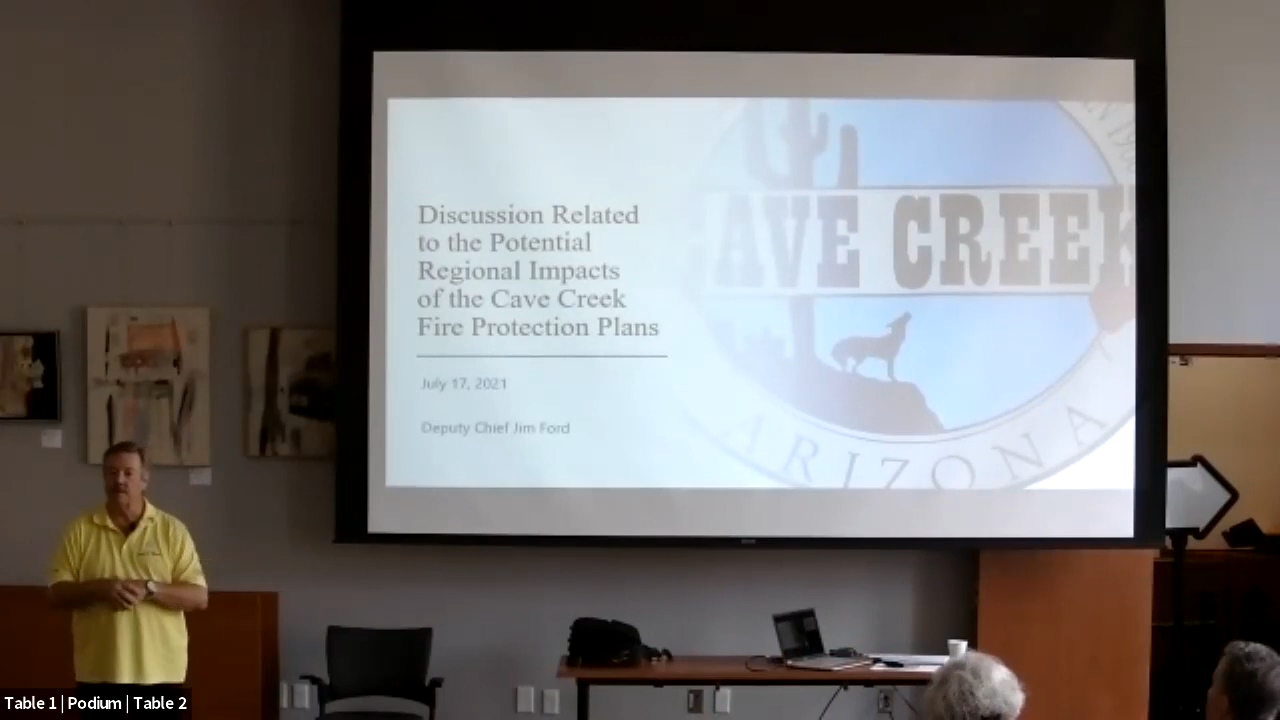 Discussion Related
to the Potential
Regional Impacts
of the Cave Creek
Fire Protection Plans
July 17, 2021
Deputy Chief Jim Ford
AVE CREEK
ARIZONA
Table 1 | Podium | Table 2